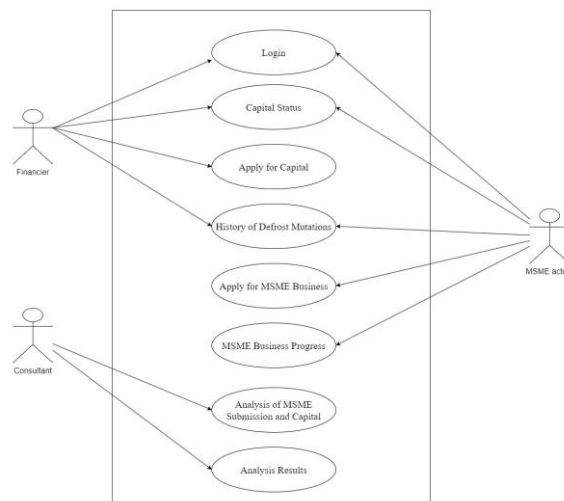 Login
Capital Status
Apply for Capital
Financier
History of Defrost Mutations
MSME acto
Apply for MSME Business
MSME Business Progress
Consultant
Analysis of MSME
Submission and Capital
Analysis Results